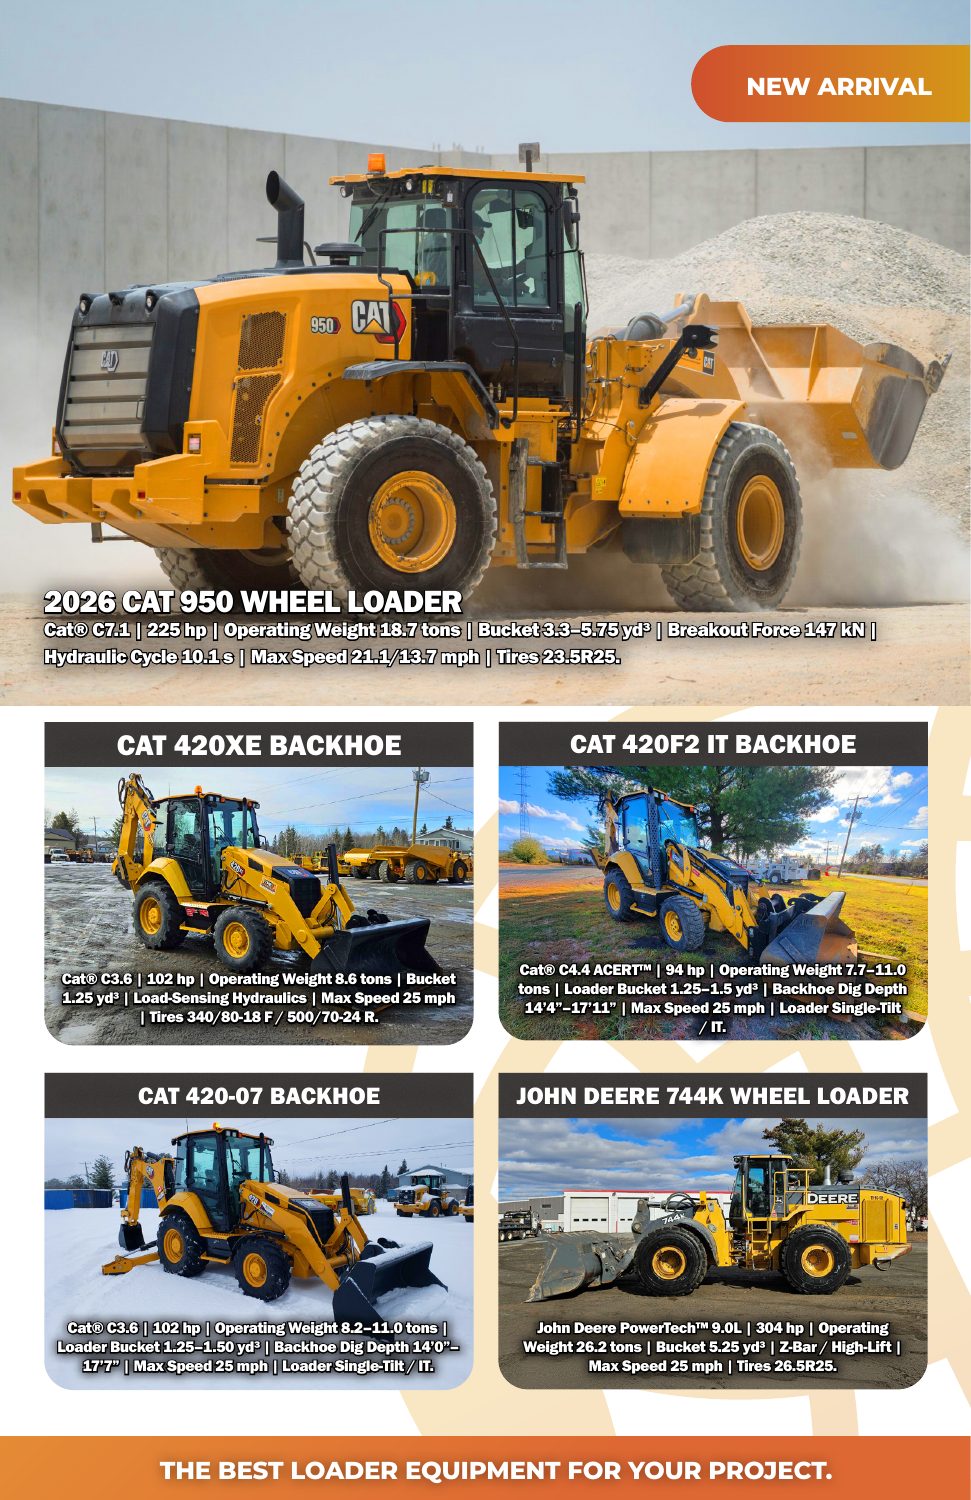 NEW ARRIVAL
950
CAT
CAT
CAT
2026 CAT 950 WHEEL LOADER
Cat® C7.1 | 225 hp | Operating Weight 18.7 tons | Bucket 3.3–5.75 yd³ | Breakout Force 147 kN |
Hydraulic Cycle 10.1 s | Max Speed 21.1/13.7 mph | Tires 23.5R25.
CAT 420XE BACKHOE
Cat® C3.6 | 102 hp | Operating Weight 8.6 tons | Bucket
1.25 yd³ | Load-Sensing Hydraulics | Max Speed 25 mph
| Tires 340/80-18 F / 500/70-24 R.
CAT 420F2 IT BACKHOE
Cat® C4.4 ACERT™ | 94 hp | Operating Weight 7.7–11.0
tons | Loader Bucket 1.25–1.5 yd³ | Backhoe Dig Depth
14’4”–17’11” | Max Speed 25 mph | Loader Single-Tilt
/ IT.
CAT 420-07 BACKHOE
Cat® C3.6 | 102 hp | Operating Weight 8.2–11.0 tons |
Loader Bucket 1.25–1.50 yd³ | Backhoe Dig Depth 14’0”–
17’7” | Max Speed 25 mph | Loader Single-Tilt / IT.
JOHN DEERE 744K WHEEL LOADER
DEERE
744K
John Deere PowerTech™ 9.0L | 304 hp | Operating
Weight 26.2 tons | Bucket 5.25 yd³ | Z-Bar / High-Lift |
Max Speed 25 mph | Tires 26.5R25.
THE BEST LOADER EQUIPMENT FOR YOUR PROJECT.